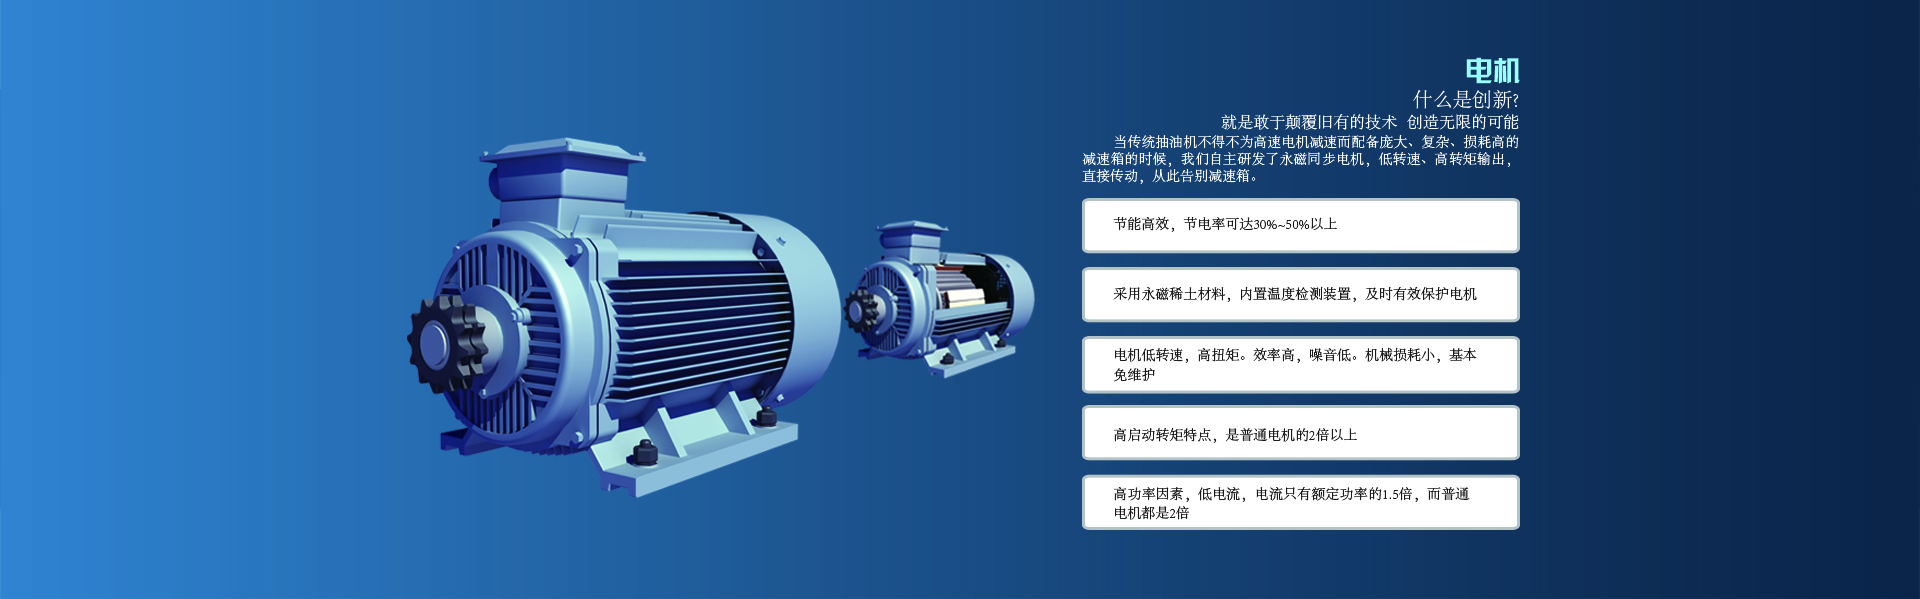 电机
什么是创新?
就是敢于颠覆旧有的技术 创造无限的可能
当传统抽油机不得不为高速电机减速而配备庞大、复杂、损耗高的
减速箱的时候，我们自主研发了永磁同步电机，低转速、高转矩输出，
直接传动，从此告别减速箱。
节能高效，节电率可达30%~50%以上
采用永磁稀土材料，内置温度检测装置，及时有效保护电机
电机低转速，高扭矩。效率高，噪音低。机械损耗小，基本
免维护
高启动转矩特点，是普通电机的2倍以上
高功率因素，低电流，电流只有额定功率的1.5倍，而普通
电机都是2倍